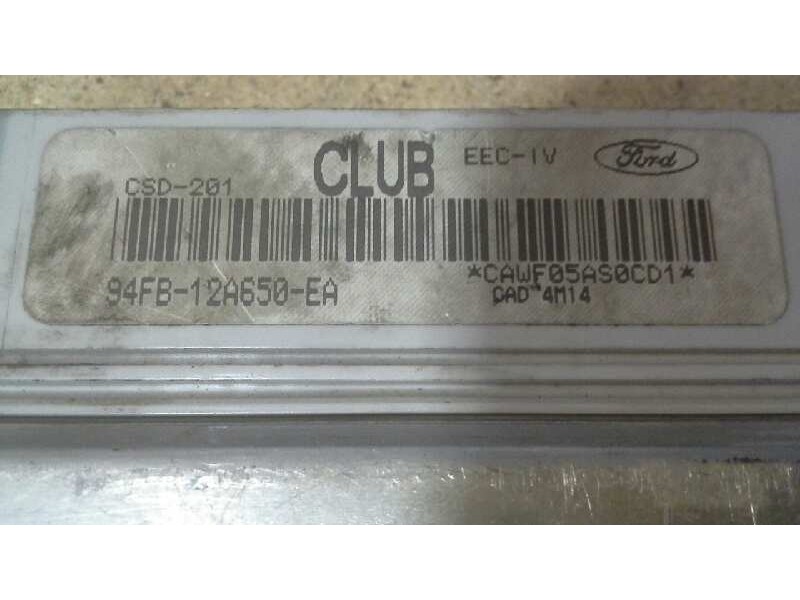 CLUB EEC-IV Ford
CSD-201
94FB-12A650-EA *CAWF05AS0CD1*
CAD 4M14